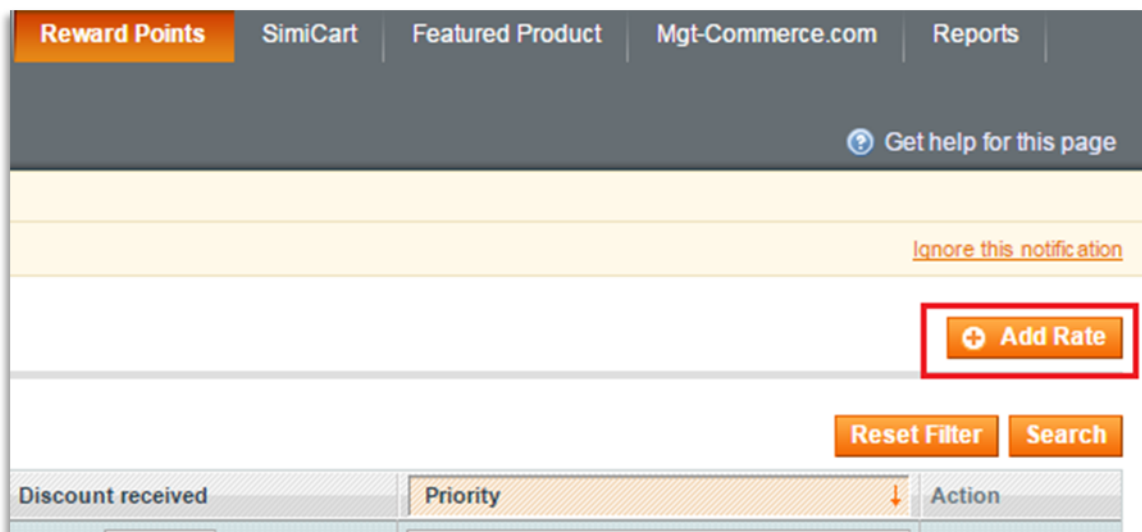 Reward Points SimiCart Featured Product Mgt-Commerce.com Reports
Get help for this page
Ignore this notification
Add Rate
Reset Filter Search
Discount received Priority Action